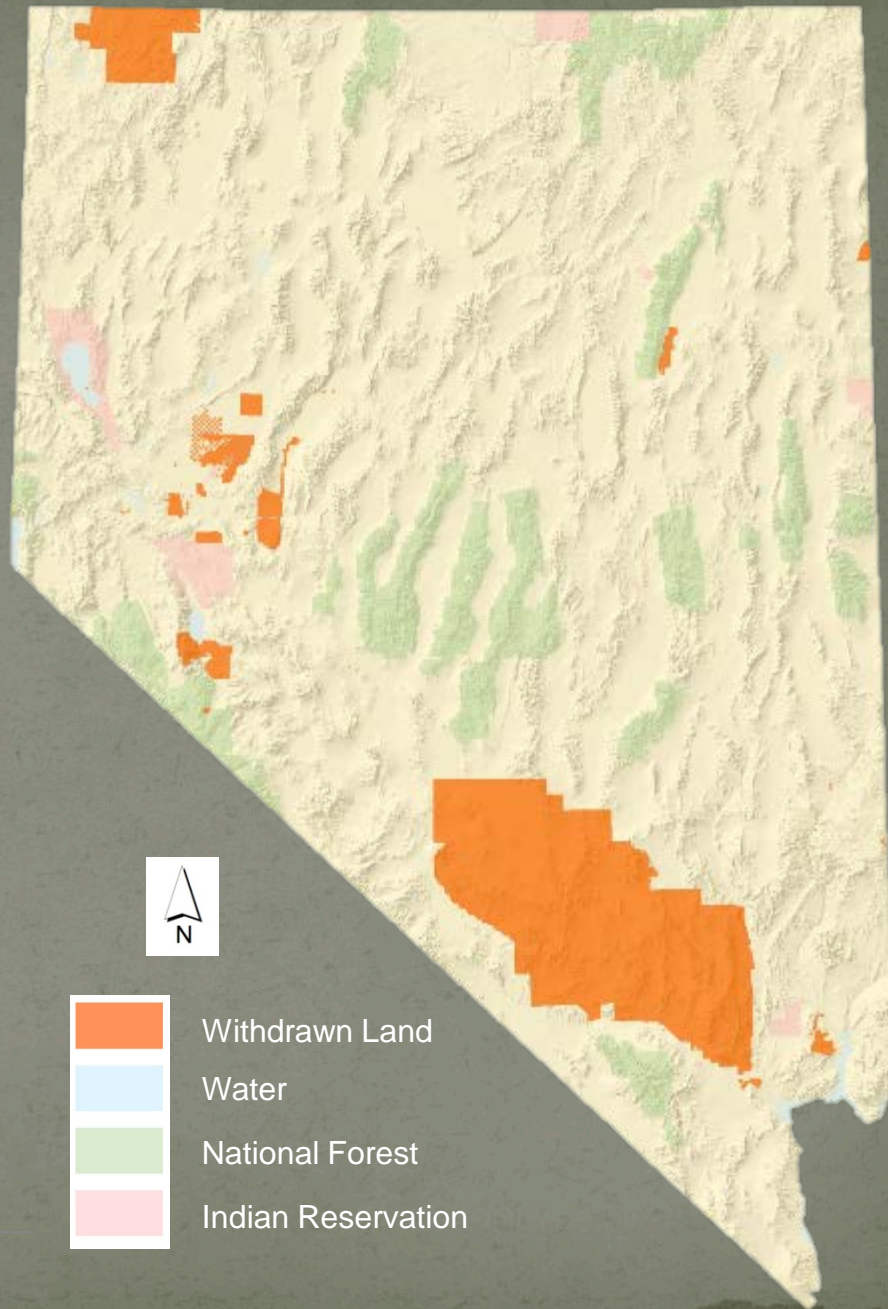 N
Withdrawn Land
Water
National Forest
Indian Reservation